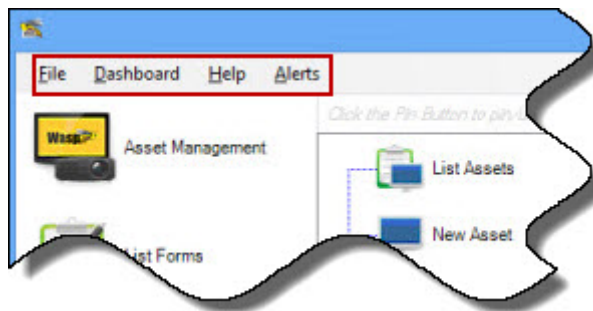 File Dashboard Help Alerts
Click the Pin Button to pin/
Wasp
Asset Management
List Assets
New Asset
List Forms